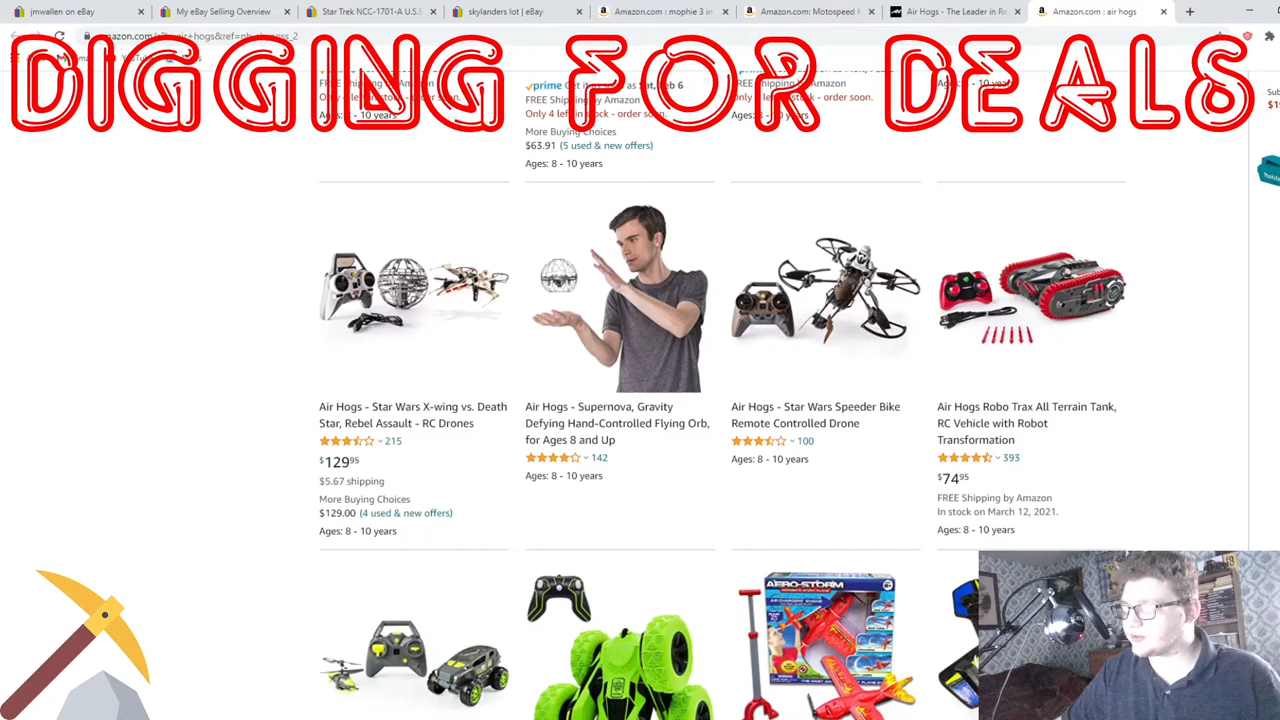 jmwallen on eBay
My eBay Selling Overview
Star Trek NCC-1701-A U.S.S
skylanders lot | eBay
Amazon.com : mophie 3 in
Amazon.com: Motospeed
Air Hogs - The Leader in Re
Amazon.com : air hogs
DIGGING FOR DEALS
prime
FREE Shipping by Amazon
Only 4 left in stock - order soon.
More Buying Choices
$63.91 (5 used & new offers)
Ages: 8 - 10 years
Air Hogs - Star Wars X-wing vs. Death
Star, Rebel Assault - RC Drones
215
$129.95
$5.67 shipping
More Buying Choices
$129.00 (4 used & new offers)
Ages: 8 - 10 years
Air Hogs - Supernova, Gravity
Defying Hand-Controlled Flying Orb,
for Ages 8 and Up
142
Ages: 8 - 10 years
Air Hogs - Star Wars Speeder Bike
Remote Controlled Drone
100
Ages: 8 - 10 years
Air Hogs Robo Trax All Terrain Tank,
RC Vehicle with Robot
Transformation
393
$74.95
FREE Shipping by Amazon
In stock on March 12, 2021.
Ages: 8 - 10 years
AERO-STORM